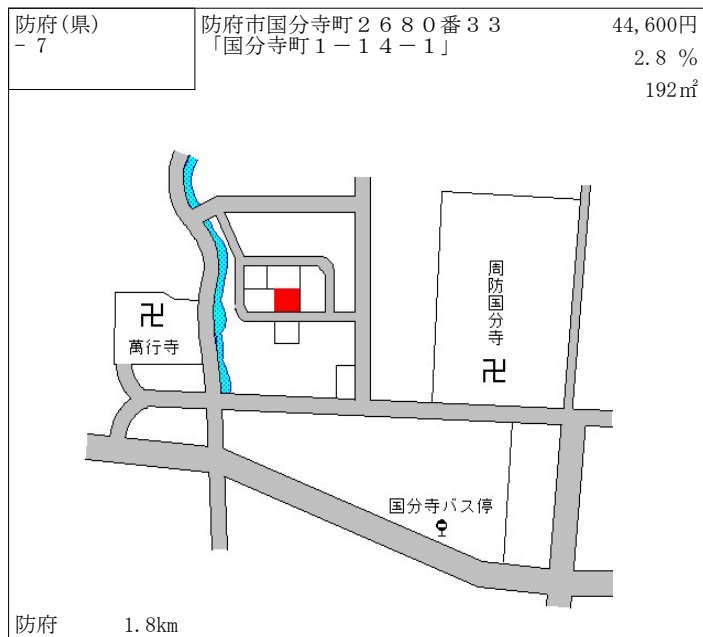 防府(県)
- 7
防府市国分寺町２６８０番３３
「国分寺町１－１４－１」
44,600円
2.8 %
192㎡
周防国分寺
卍
卍
萬行寺
国分寺バス停
防府 1.8km